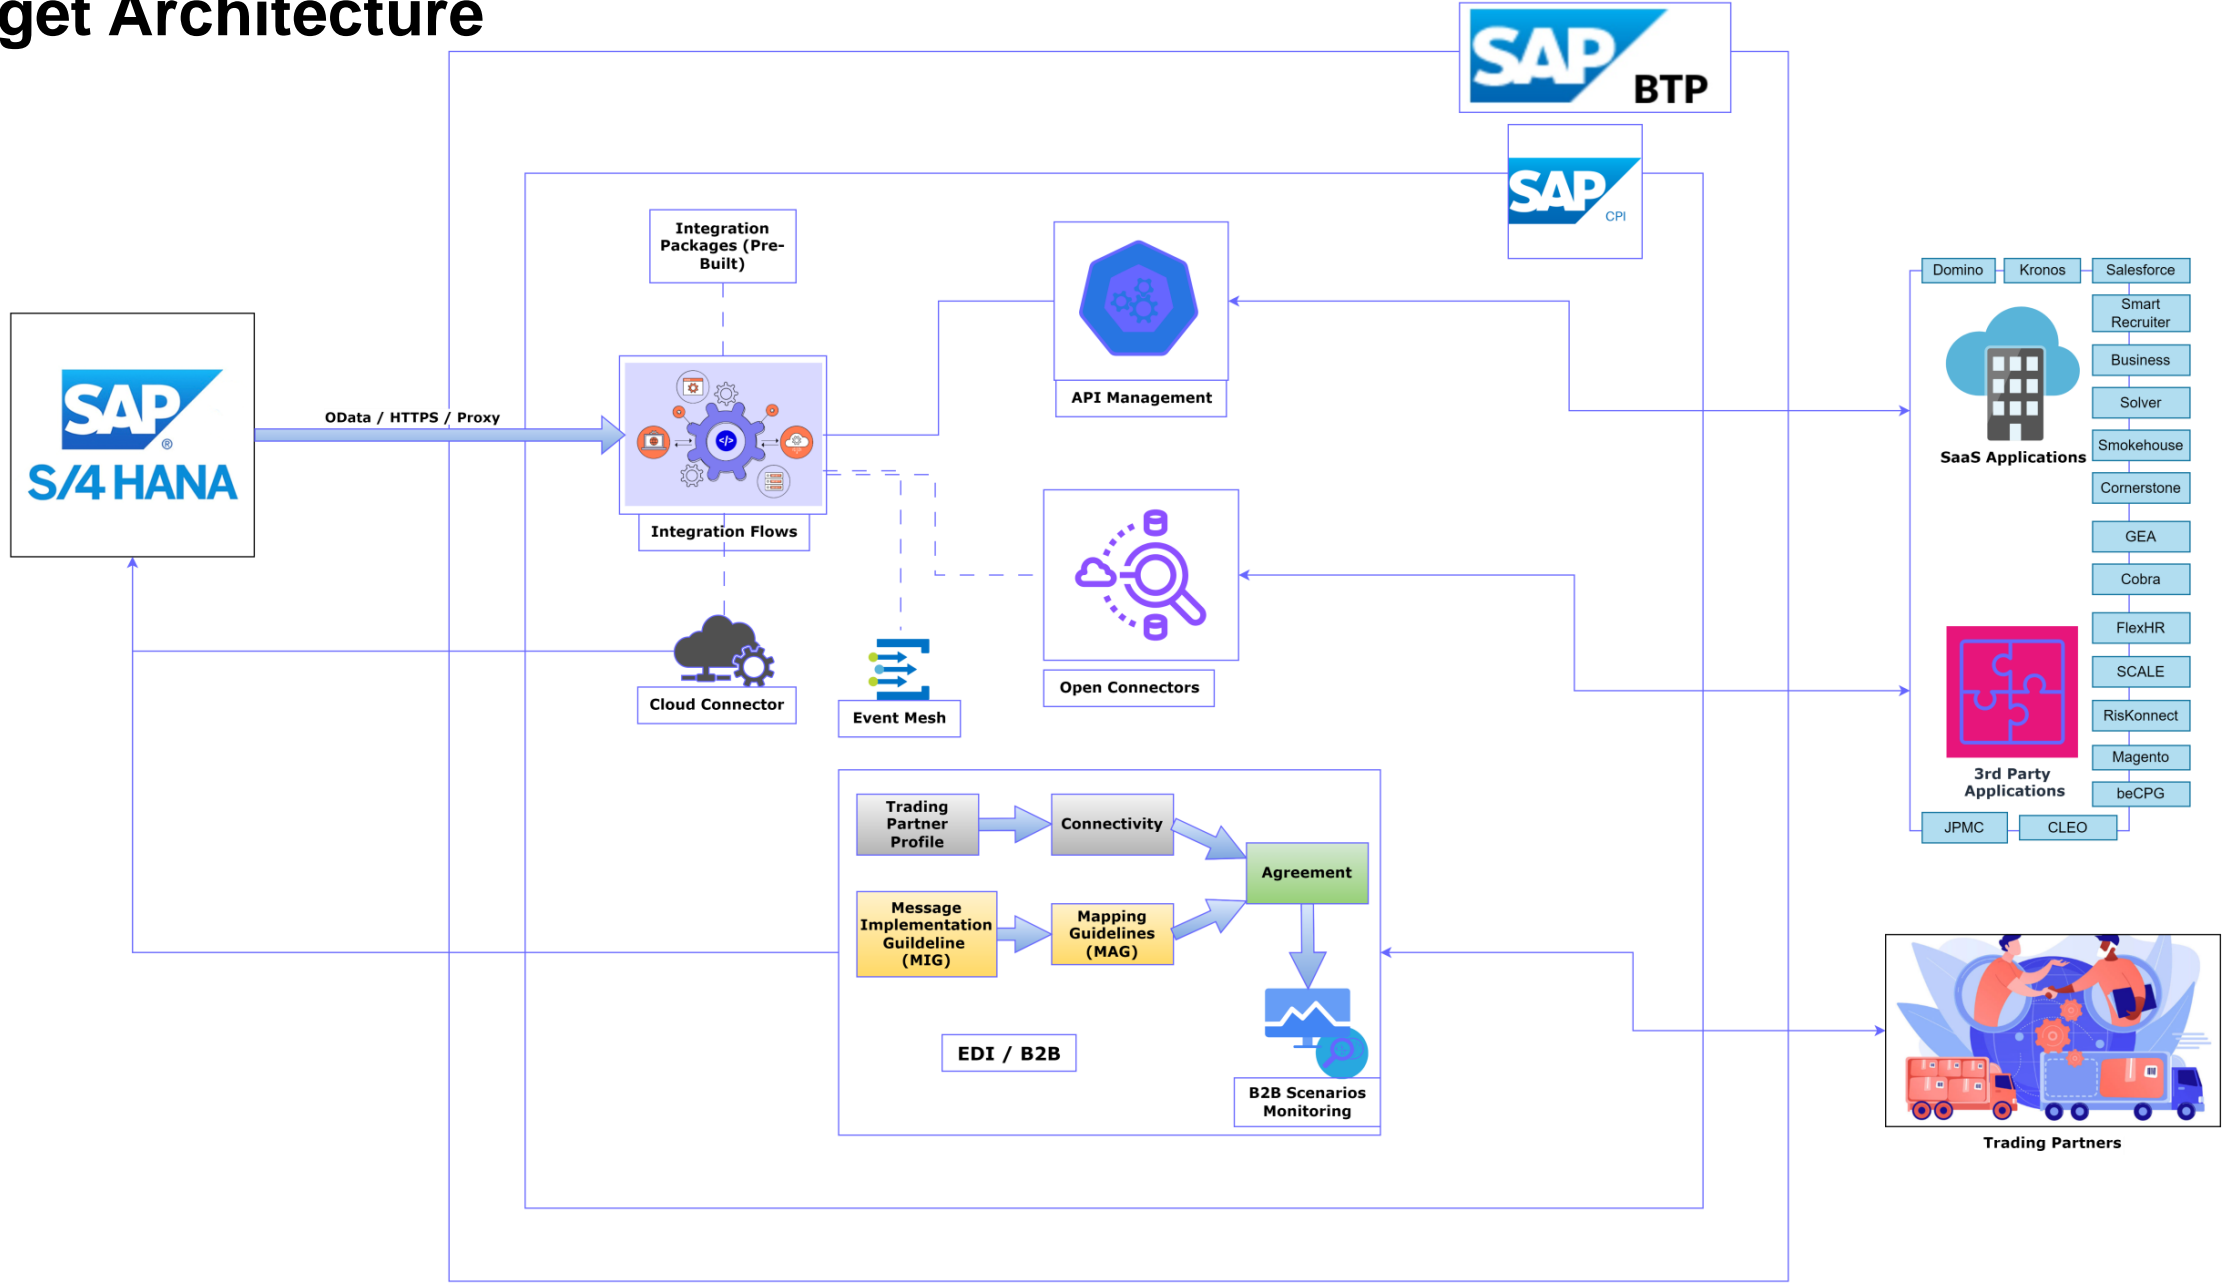 get Architecture
SAP
BTP
SAP
CPI
Integration
Packages (Pre-
Built)
SAP
®
S/4 HANA
OData / HTTPS / Proxy
</>
Integration Flows
API Management
Open Connectors
Cloud Connector
Event Mesh
Trading
Partner
Profile
Connectivity
Agreement
Message
Implementation
Guildeline
(MIG)
Mapping
Guidelines
(MAG)
EDI / B2B
B2B Scenarios
Monitoring
Domino
Kronos
Salesforce
Smart
Recruiter
Business
Solver
Smokehouse
Cornerstone
GEA
Cobra
FlexHR
SCALE
RisKonnect
Magento
beCPG
JPMC
CLEO
SaaS Applications
3rd Party
Applications
Trading Partners